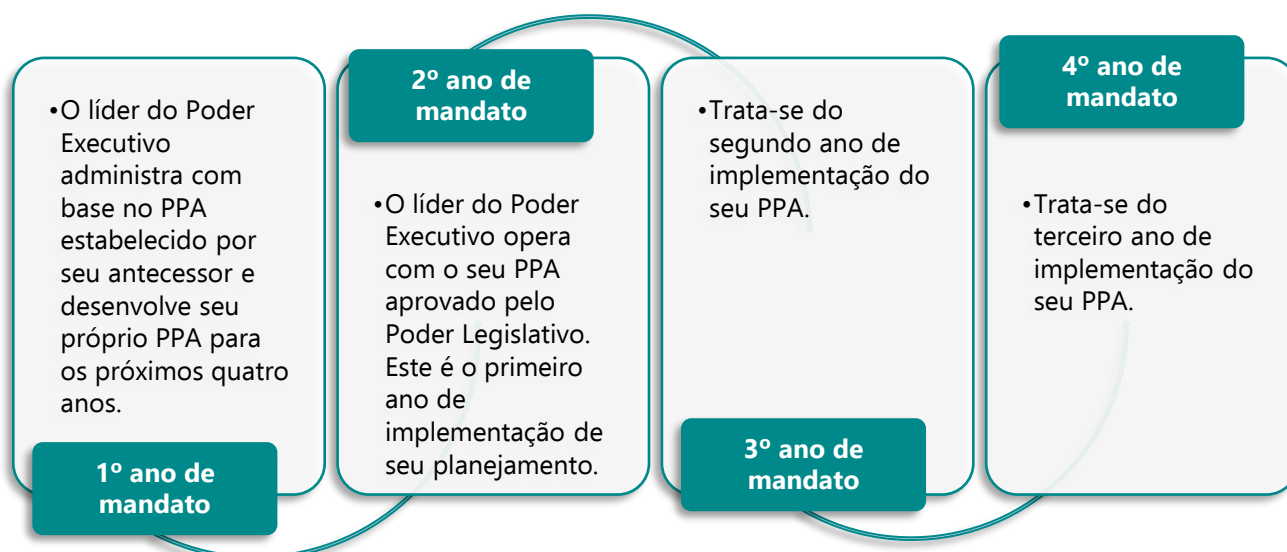 •O líder do Poder
Executivo
administra com
base no PPA
estabelecido por
seu antecessor e
desenvolve seu
próprio PPA para
os próximos quatro
anos.
1º ano de
mandato
2º ano de
mandato
•O líder do Poder
Executivo opera
com o seu PPA
aprovado pelo
Poder Legislativo.
Este é o primeiro
ano de
implementação de
seu planejamento.
•Trata-se do
segundo ano de
implementação do
seu PPA.
3º ano de
mandato
4º ano de
mandato
•Trata-se do
terceiro ano de
implementação do
seu PPA.